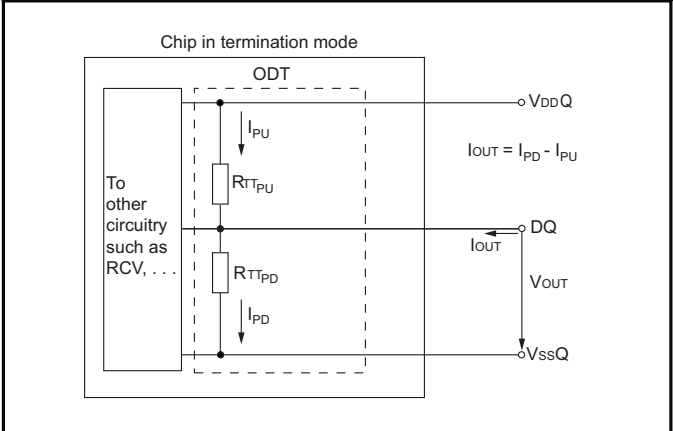 Chip in termination mode
ODT
VDDQ
IPU
IOUT = IPD - IPU
RTTPU
To
other
circuitry
such as
RCV, . . .
DQ
IOUT
RTTPD
VOUT
IPD
VSSQ